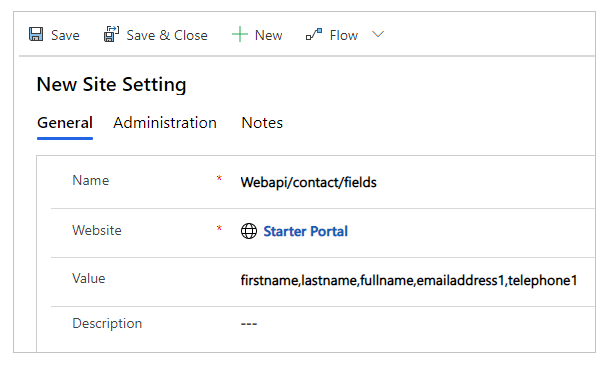 Save Save & Close New Flow
New Site Setting
General Administration Notes
Name * Webapi/contact/fields
Website * Starter Portal
Value firstname,lastname,fullname,emailaddress1,telephone1
Description ---